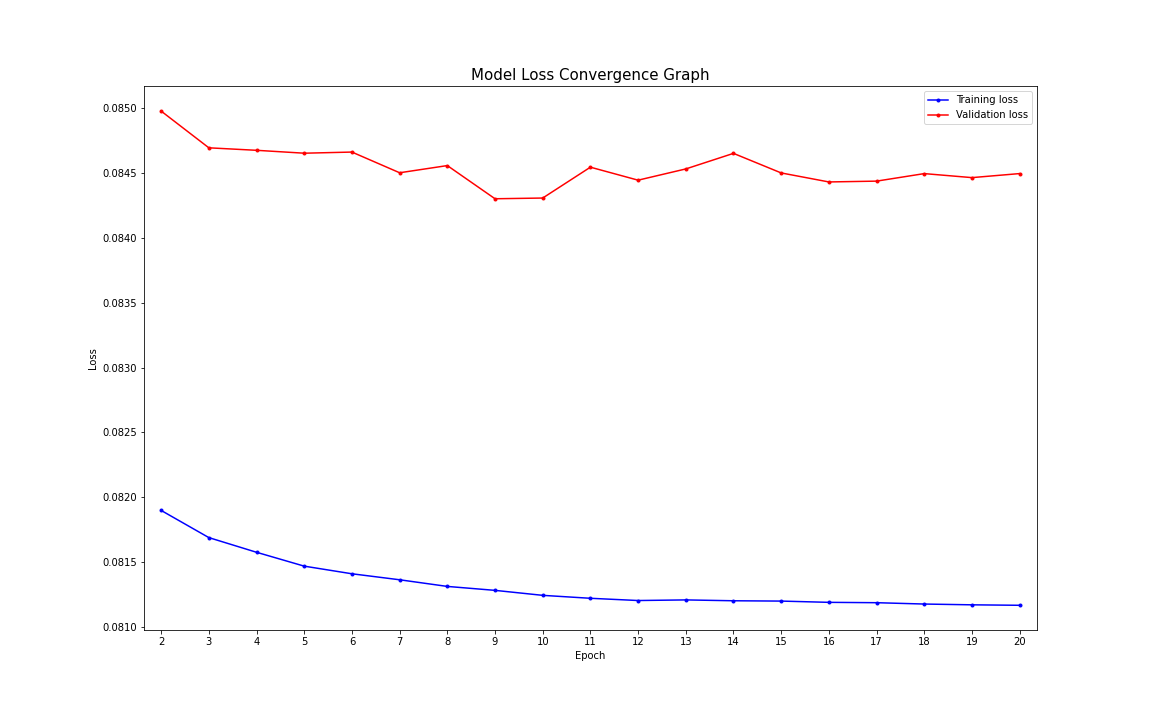 Model Loss Convergence Graph
Training loss
Validation loss
0.0850
0.0845
0.0840
0.0835
0.0830
0.0825
0.0820
0.0815
0.0810
Loss
2 3 4 5 6 7 8 9 10 11 12 13 14 15 16 17 18 19 20
Epoch